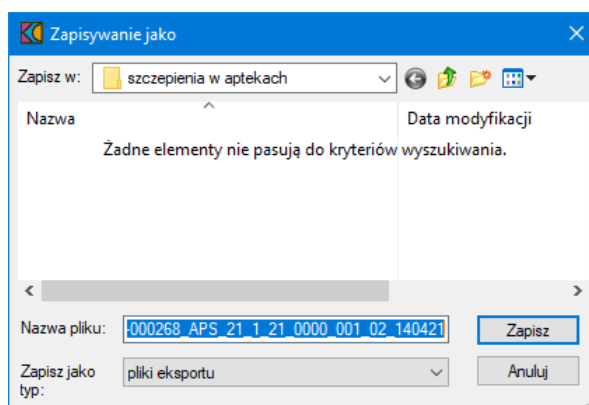 Zapisywanie jako
Zapisz w: szczepienia w aptekach
Nazwa Data modyfikacji
Żadne elementy nie pasują do kryteriów wyszukiwania.
Nazwa pliku: -000268_APS_21_1_21_0000_001_02_140421 Zapisz
Zapisz jako typ: pliki eksportu Anuluj